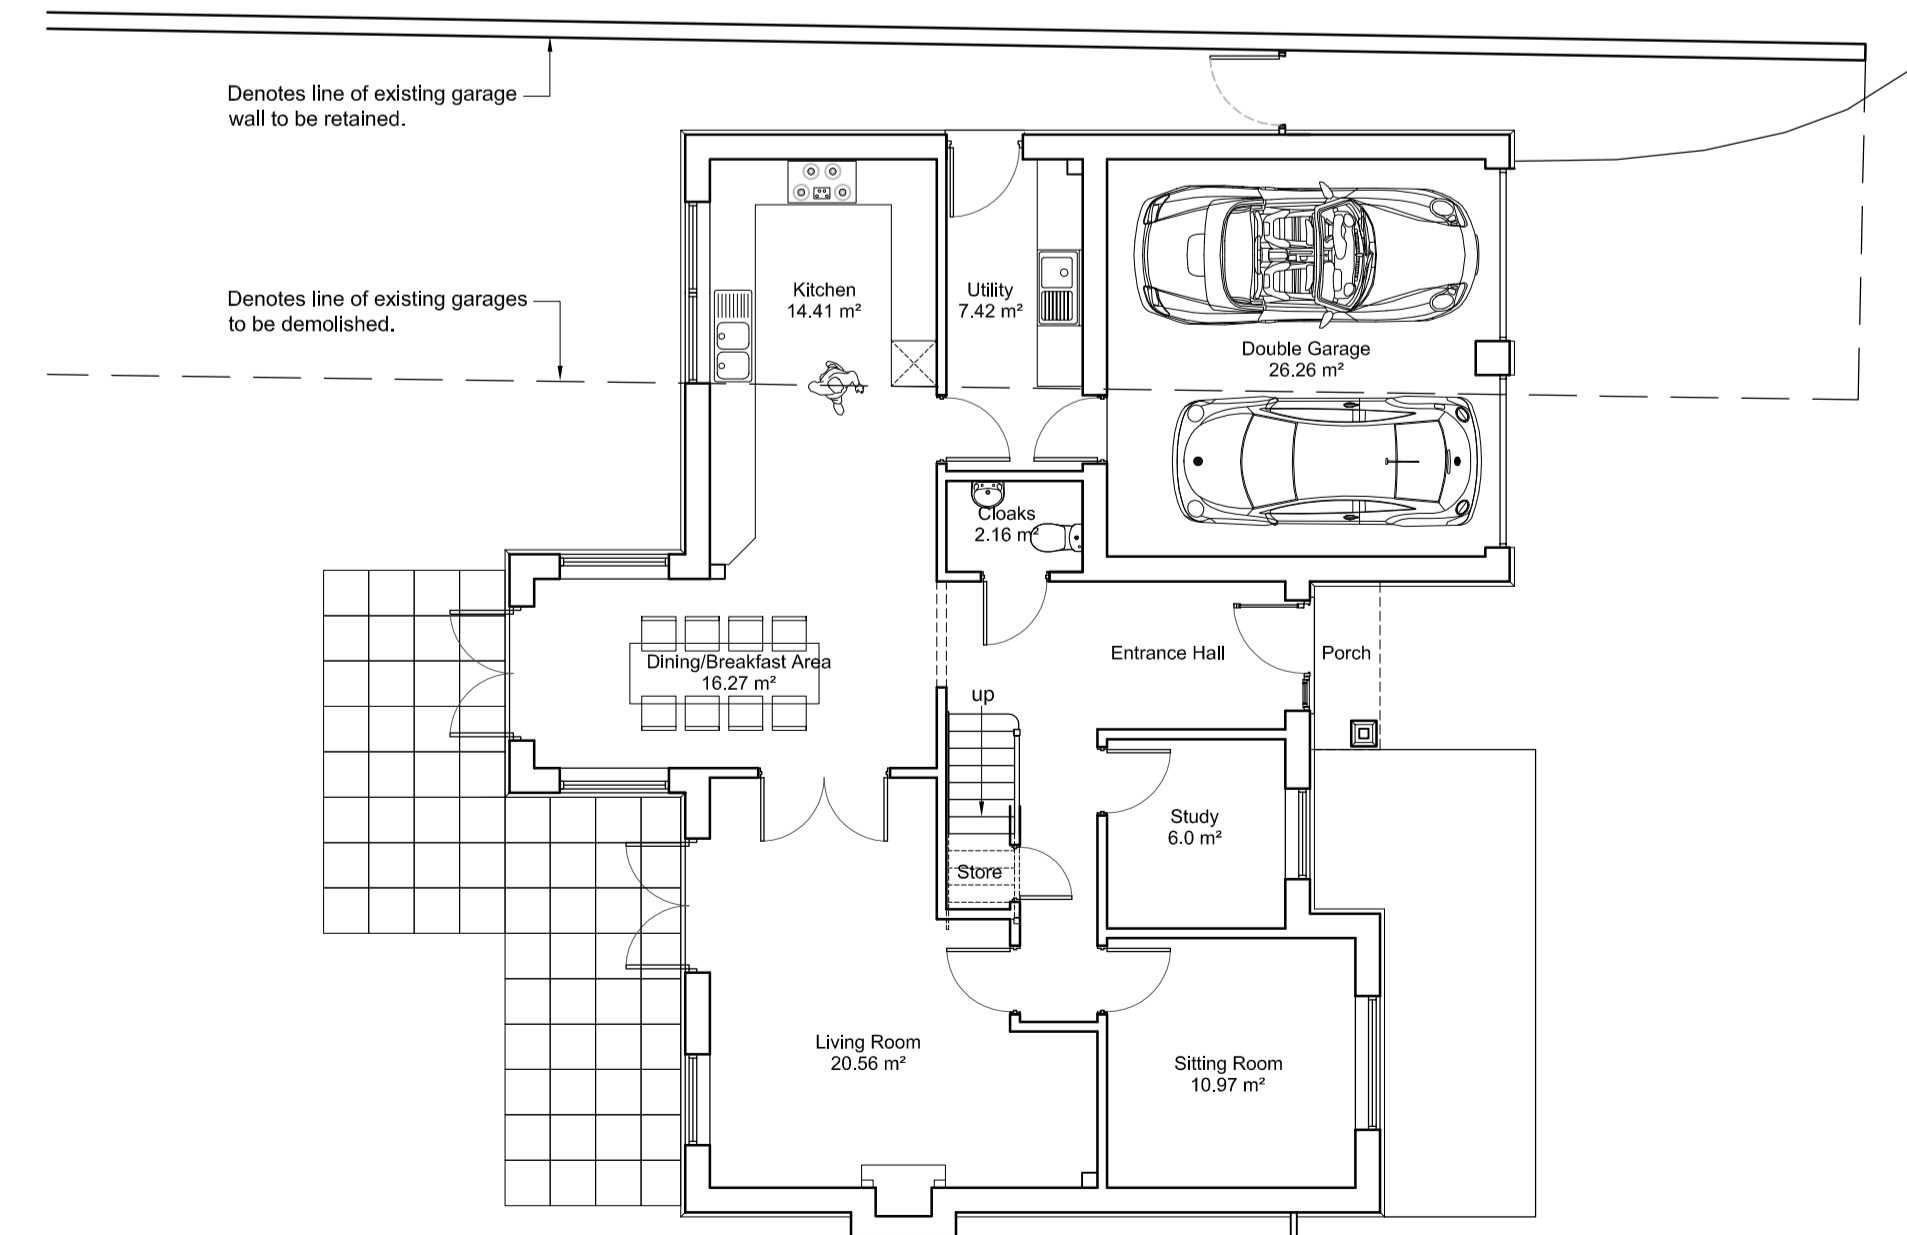 Denotes line of existing garage
wall to be retained.
Denotes line of existing garages
to be demolished.
Kitchen
14.41 m²
Utility
7.42 m²
Double Garage
26.26 m²
Cloaks
2.16 m²
Dining/Breakfast Area
16.27 m²
Entrance Hall
Porch
up
Study
6.0 m²
Store
Living Room
20.56 m²
Sitting Room
10.97 m²